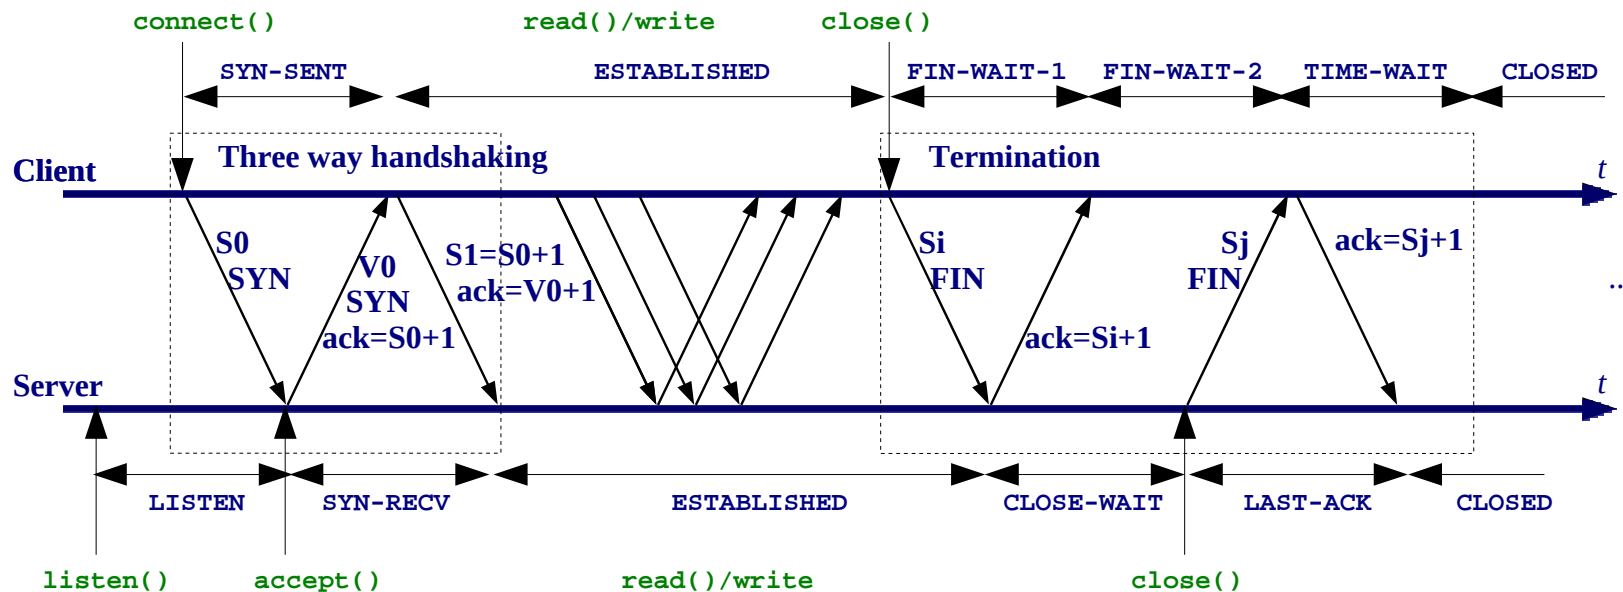 connect() read()/write close()
SYN-SENT ESTABLISHED FIN-WAIT-1 FIN-WAIT-2 TIME-WAIT CLOSED
Three way handshaking Termination
Client t
S0
SYN
V0
SYN
ack=S0+1
S1=S0+1
ack=V0+1
Si
FIN
ack=Si+1
Sj
FIN
ack=Sj+1
..
Server t
LISTEN SYN-RECV ESTABLISHED CLOSE-WAIT LAST-ACK CLOSED
listen() accept() read()/write close()